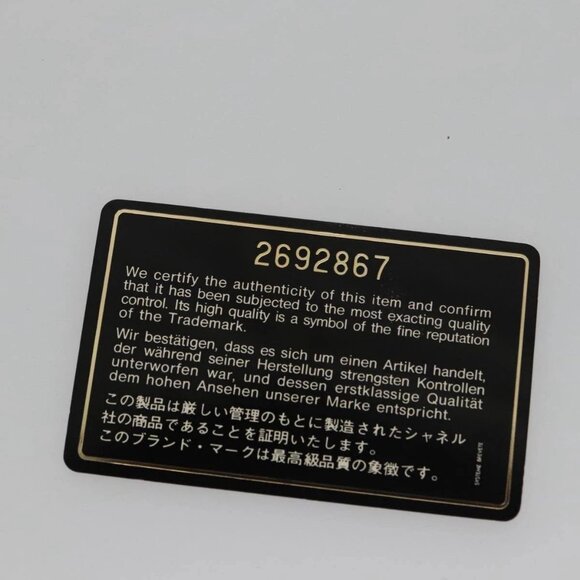 2692867
We certify the authenticity of this item and confirm
that it has been subjected to the most exacting quality
control. Its high quality is a symbol of the fine reputation
of the Trademark.
Wir bestätigen, dass es sich um einen Artikel handelt,
der während seiner Herstellung strengsten Kontrollen
unterworfen war, und dessen erstklassige Qualität
dem hohen Ansehen unserer Marke entspricht.
この製品は厳しい管理のもとに製造されたシャネル
社の商品であることを証明いたします。
このブランド・マークは最高級品質の象徴です。
SYSTEME BREVETE